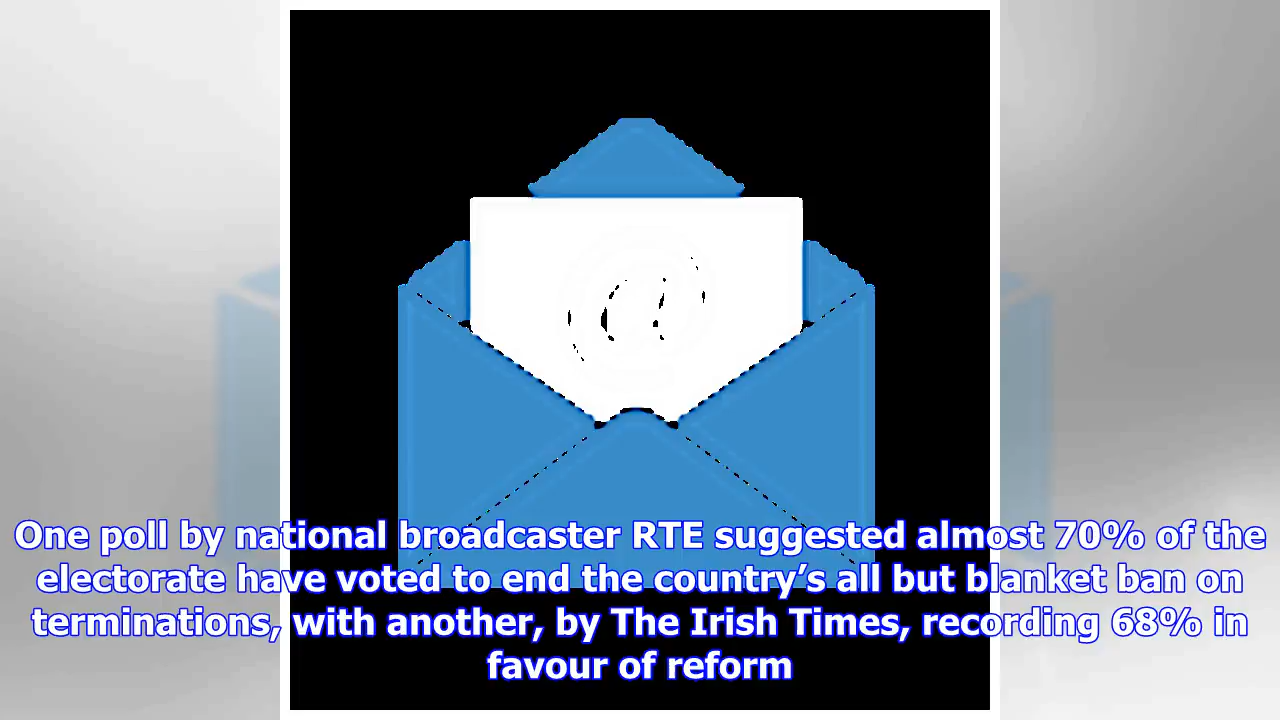 @
One poll by national broadcaster RTE suggested almost 70% of the
electorate have voted to end the country’s all but blanket ban on
terminations, with another, by The Irish Times, recording 68% in
favour of reform